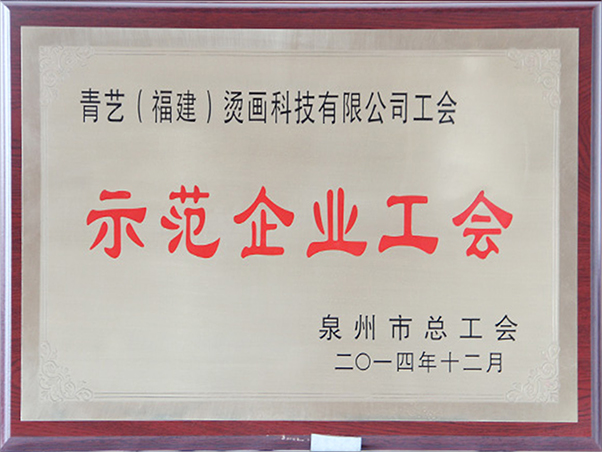 青艺（福建）烫画科技有限公司工会
示范企业工会
泉州市总工会
二〇一四年十二月